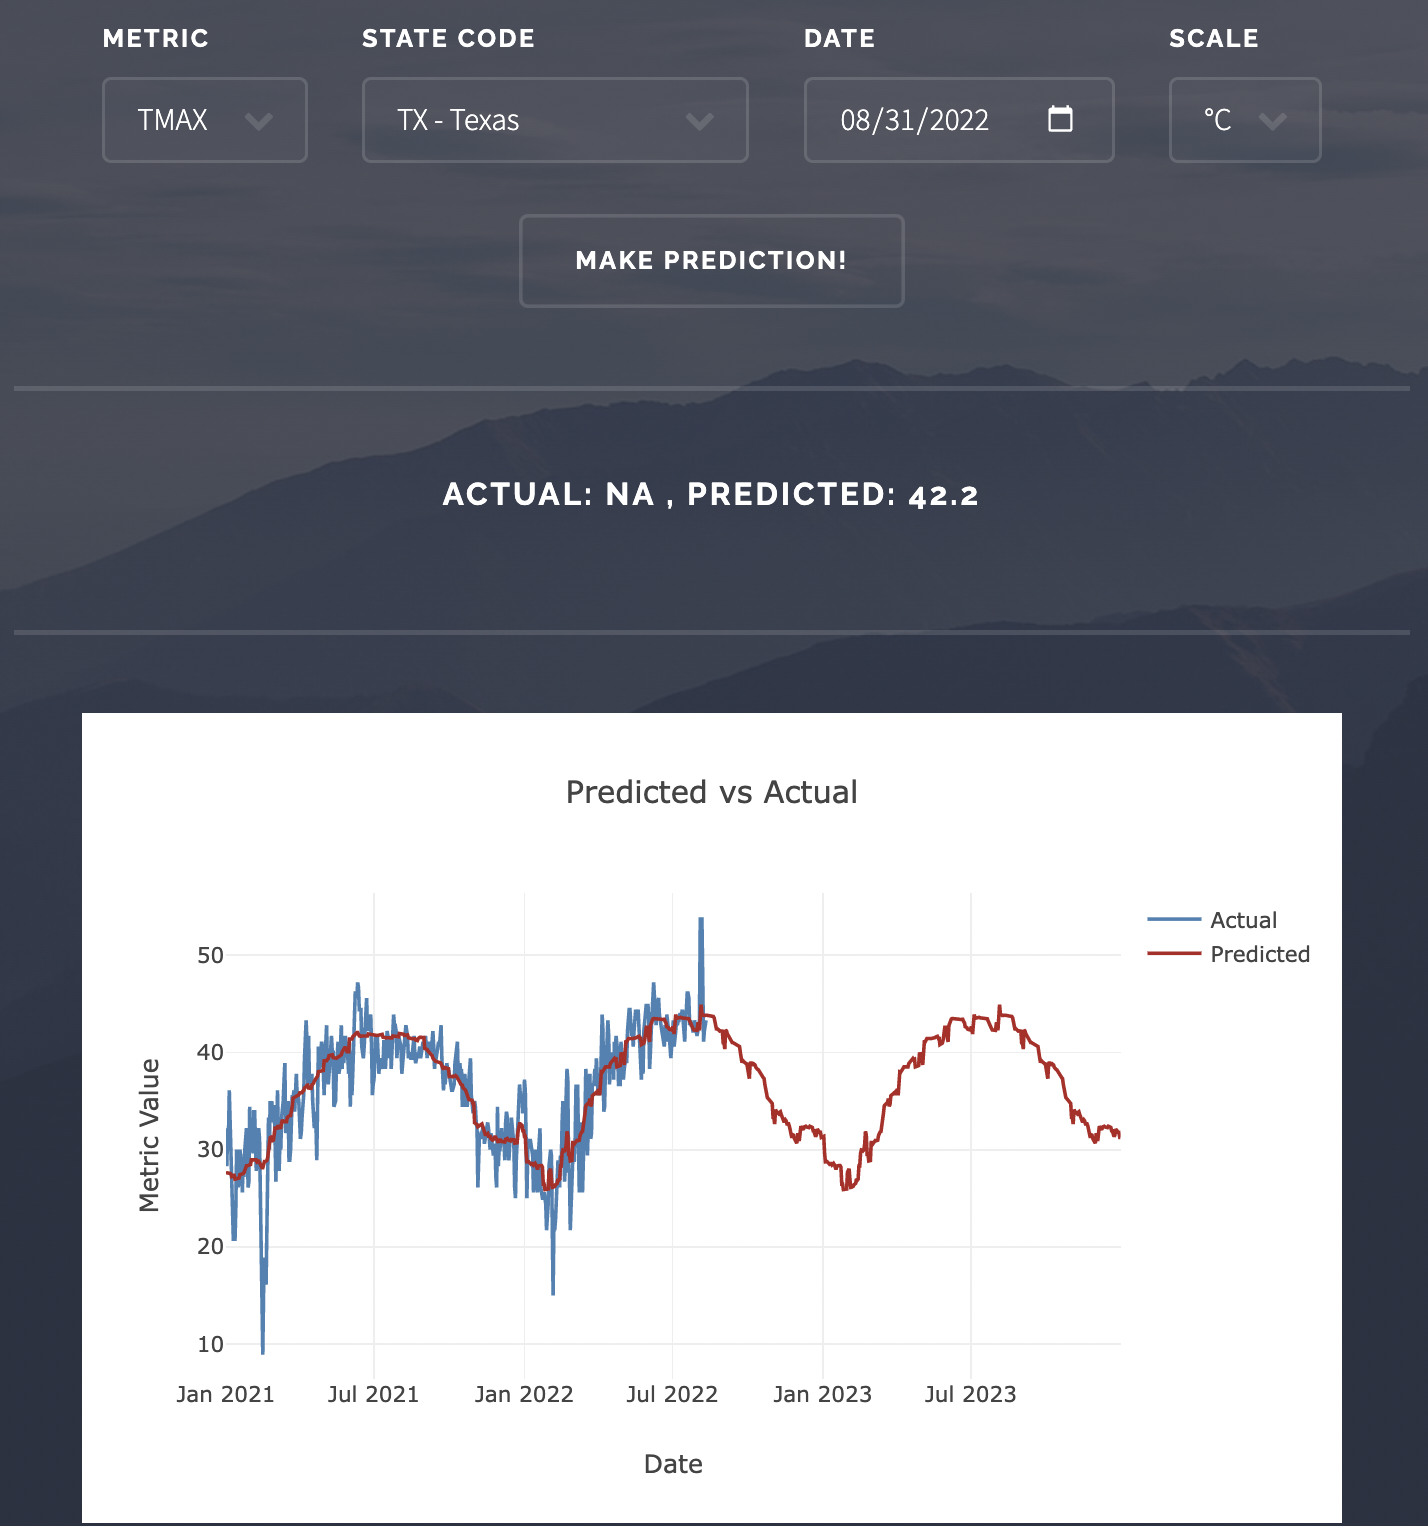 METRIC STATE CODE DATE SCALE
TMAX TX - Texas 08/31/2022 °C
MAKE PREDICTION!
ACTUAL: NA , PREDICTED: 42.2
Predicted vs Actual
Actual
Predicted
50
40
30
20
10
Metric Value
Jan 2021 Jul 2021 Jan 2022 Jul 2022 Jan 2023 Jul 2023
Date